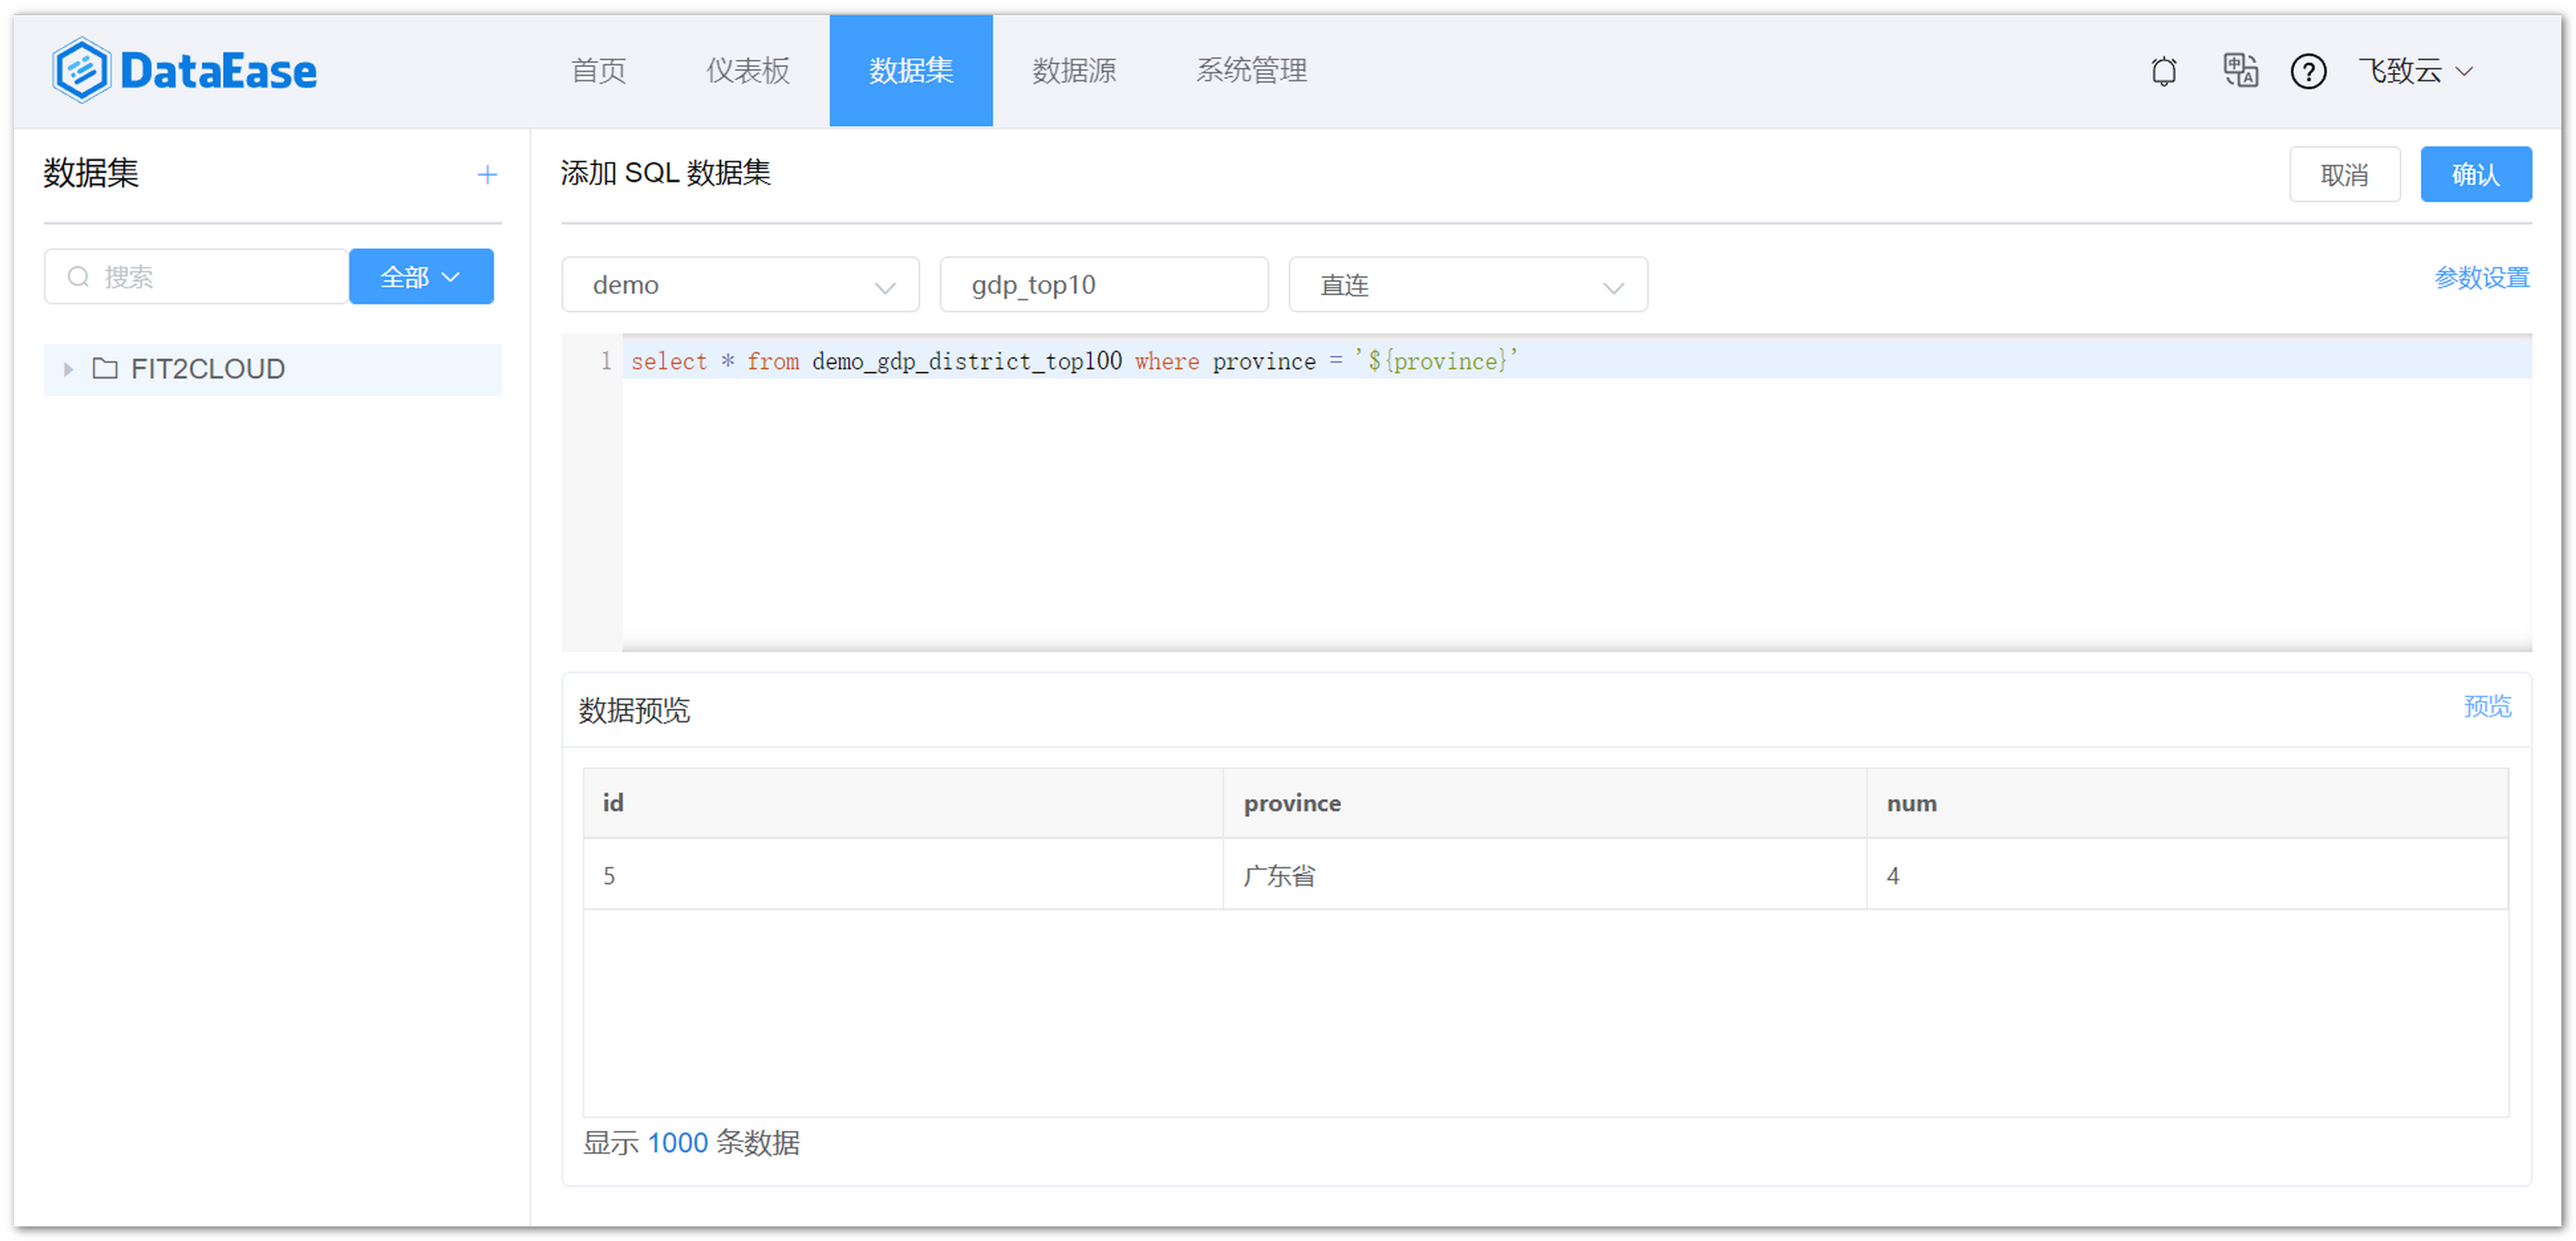 DataEase 首页 仪表板 数据集 数据源 系统管理 飞致云
数据集
搜索 全部
FIT2CLOUD
添加 SQL 数据集 取消 确认
demo gdp_top10 直连 参数设置
1 select * from demo_gdp_district_top100 where province = '${province}'
数据预览 预览
id province num
5 广东省 4
显示 1000 条数据